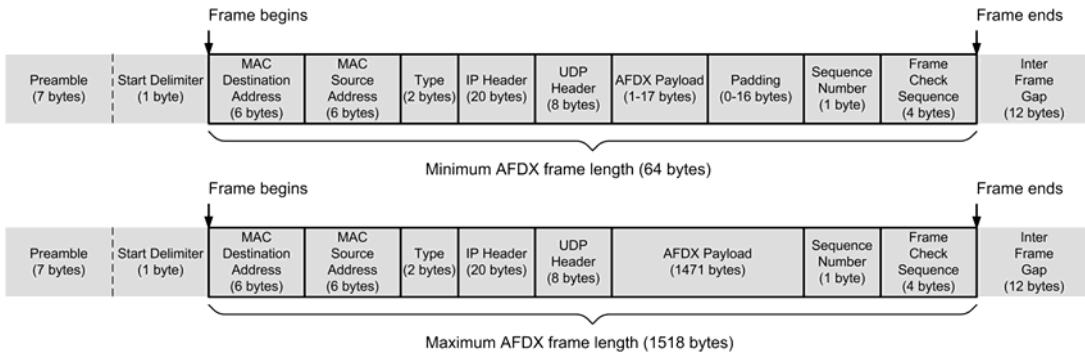 Frame begins
Frame ends
Preamble
(7 bytes)
Start Delimiter
(1 byte)
MAC
Destination
Address
(6 bytes)
MAC
Source
Address
(6 bytes)
Type
(2 bytes)
IP Header
(20 bytes)
UDP
Header
(8 bytes)
AFDX Payload
(1-17 bytes)
Padding
(0-16 bytes)
Sequence
Number
(1 byte)
Frame
Check
Sequence
(4 bytes)
Inter
Frame
Gap
(12 bytes)
Minimum AFDX frame length (64 bytes)
Frame begins
Frame ends
Preamble
(7 bytes)
Start Delimiter
(1 byte)
MAC
Destination
Address
(6 bytes)
MAC
Source
Address
(6 bytes)
Type
(2 bytes)
IP Header
(20 bytes)
UDP
Header
(8 bytes)
AFDX Payload
(1471 bytes)
Sequence
Number
(1 byte)
Frame
Check
Sequence
(4 bytes)
Inter
Frame
Gap
(12 bytes)
Maximum AFDX frame length (1518 bytes)